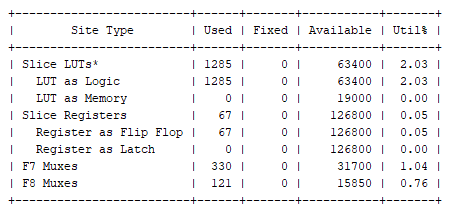 +----------------------------+------+-------+-----------+-------+
|          Site Type         | Used | Fixed | Available | Util% |
+----------------------------+------+-------+-----------+-------+
| Slice LUTs*                | 1285 |     0 |     63400 |  2.03 |
|   LUT as Logic             | 1285 |     0 |     63400 |  2.03 |
|   LUT as Memory            |    0 |     0 |     19000 |  0.00 |
| Slice Registers            |   67 |     0 |    126800 |  0.05 |
|   Register as Flip Flop    |   67 |     0 |    126800 |  0.05 |
|   Register as Latch        |    0 |     0 |    126800 |  0.00 |
| F7 Muxes                   |  330 |     0 |     31700 |  1.04 |
| F8 Muxes                   |  121 |     0 |     15850 |  0.76 |
+----------------------------+------+-------+-----------+-------+